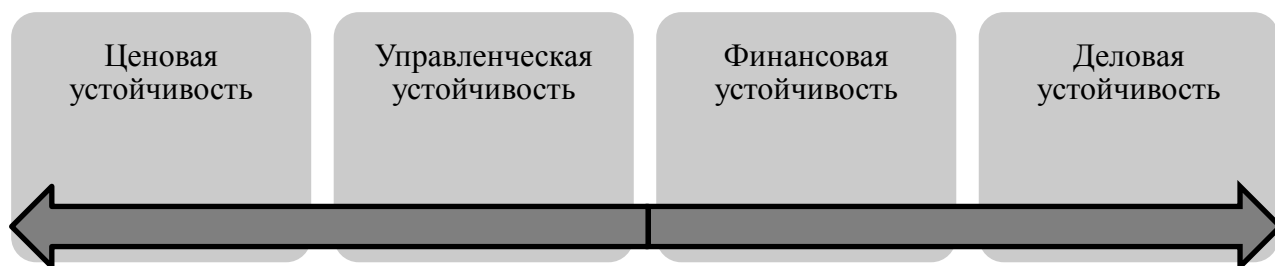 Ценовая
устойчивость
Управленческая
устойчивость
Финансовая
устойчивость
Деловая
устойчивость